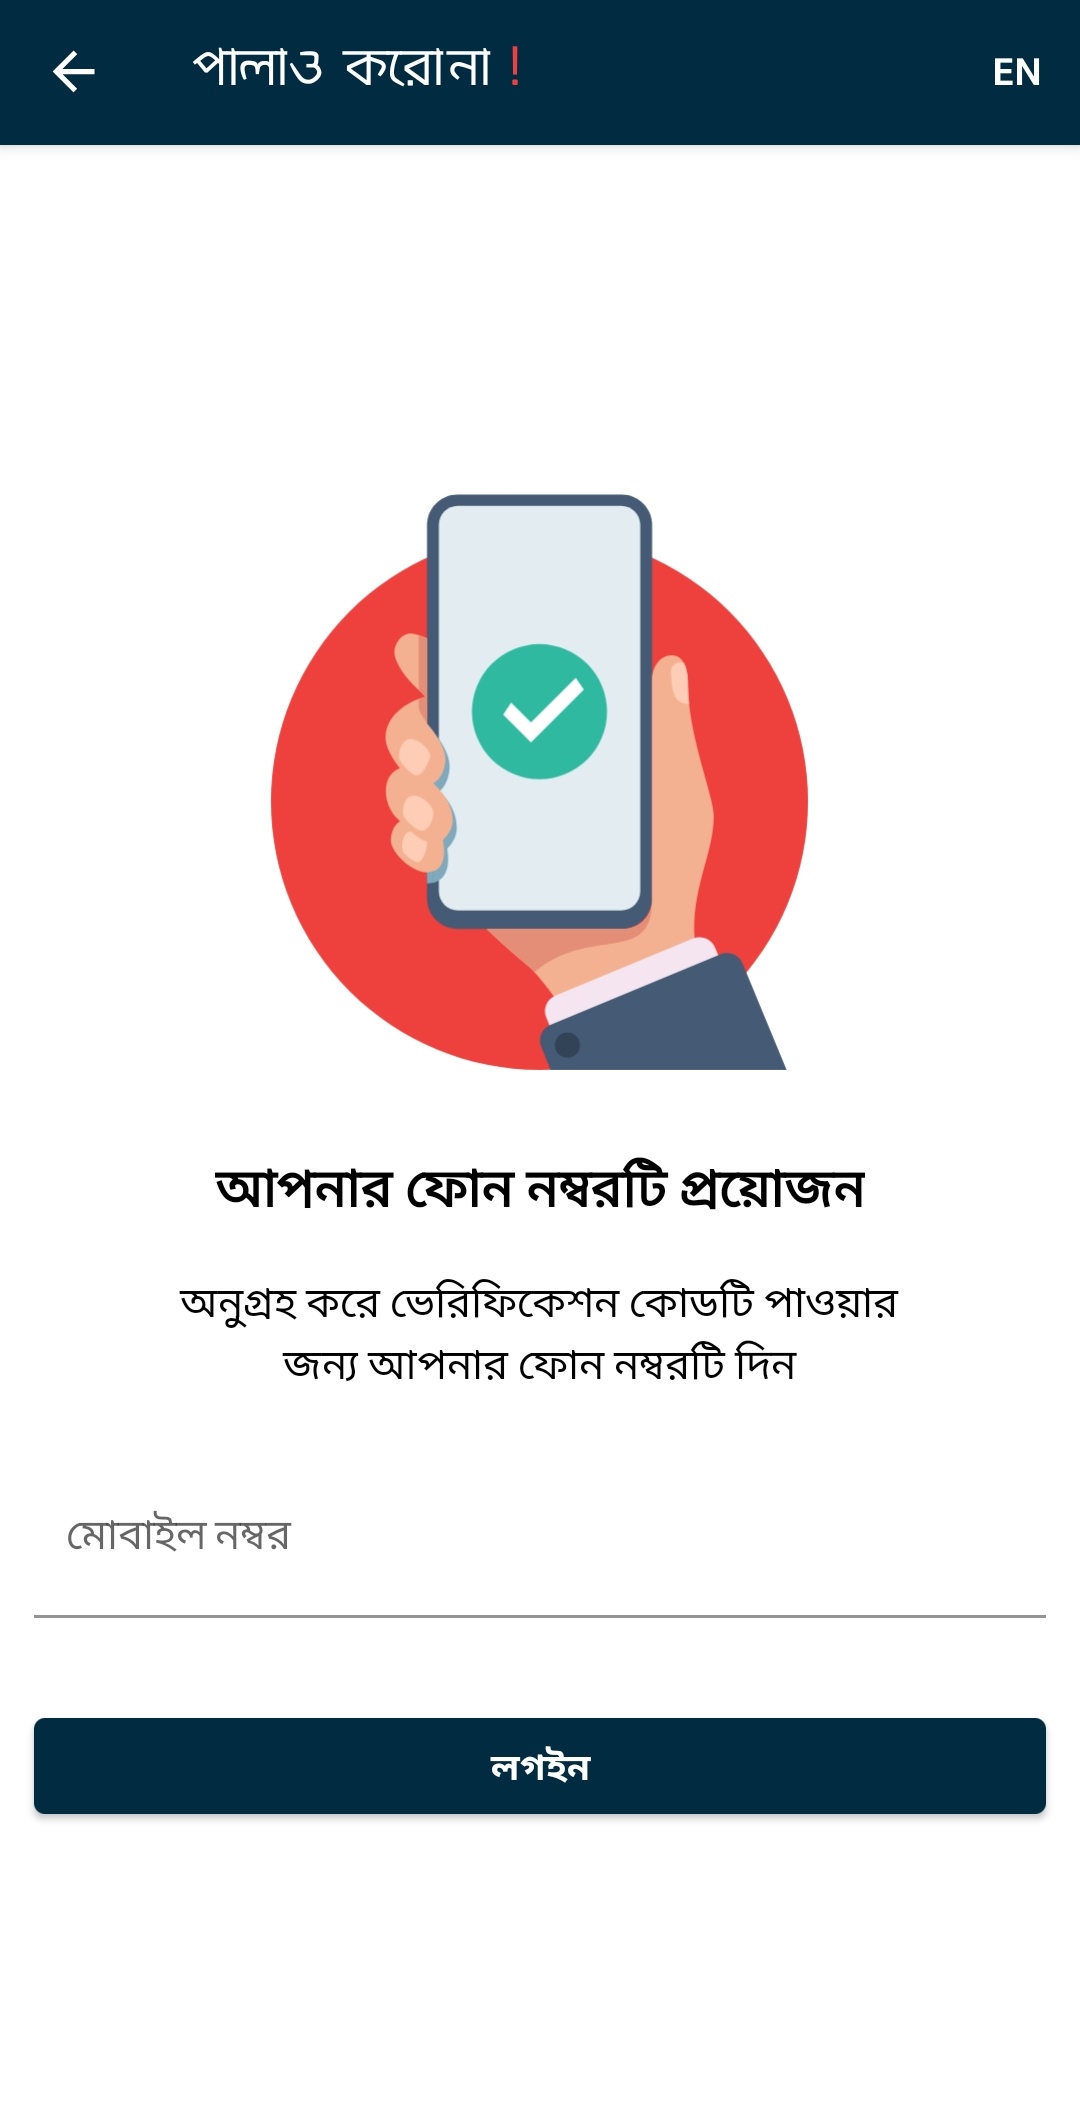 পালাও করোনা !
EN
আপনার ফোন নম্বরটি প্রয়োজন
অনুগ্রহ করে ভেরিফিকেশন কোডটি পাওয়ার
জন্য আপনার ফোন নম্বরটি দিন
মোবাইল নম্বর
লগইন